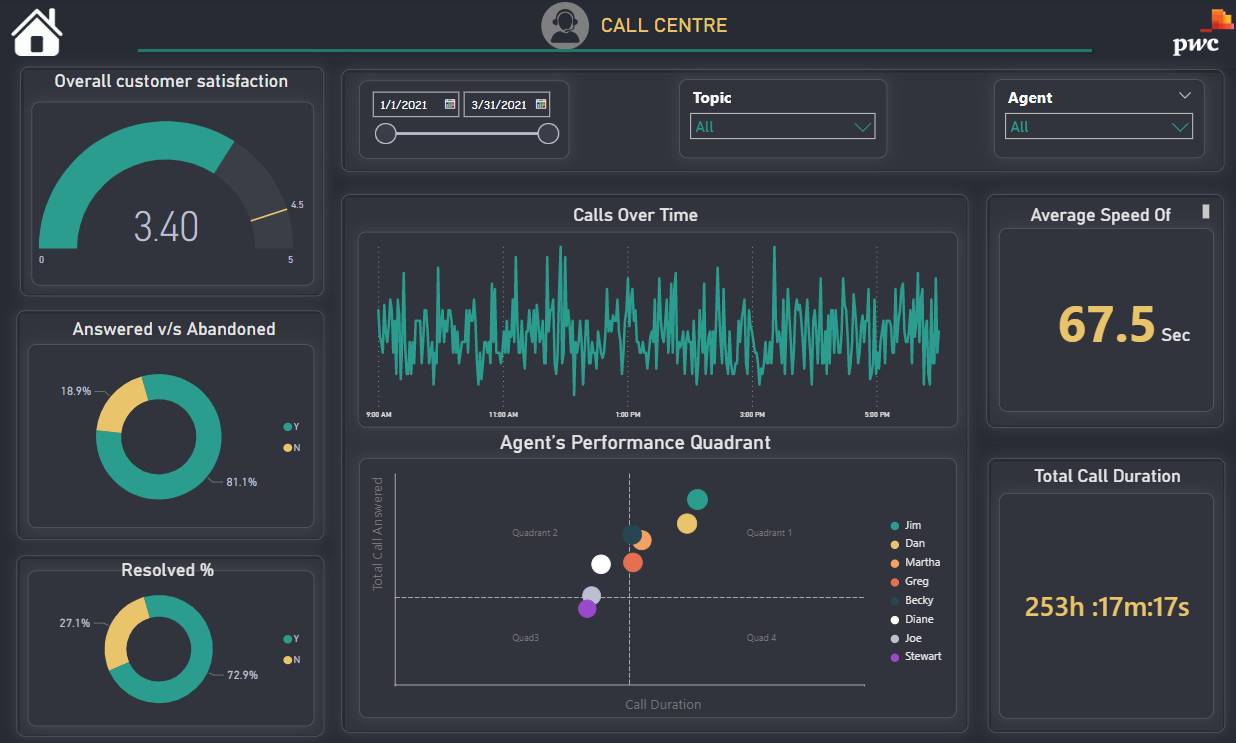 CALL CENTRE
pwc
Overall customer satisfaction
4.5
3.40
0
5
1/1/2021
3/31/2021
Topic
All
Agent
All
Answered v/s Abandoned
18.9%
Y
N
81.1%
Resolved %
27.1%
Y
N
72.9%
Calls Over Time
9:00 AM
11:00 AM
1:00 PM
3:00 PM
5:00 PM
Agent's Performance Quadrant
Total Call Answered
Quadrant 2
Quadrant 1
Quad3
Quad 4
Call Duration
Jim
Dan
Martha
Greg
Becky
Diane
Joe
Stewart
Average Speed Of
67.5 Sec
Total Call Duration
253h :17m:17s